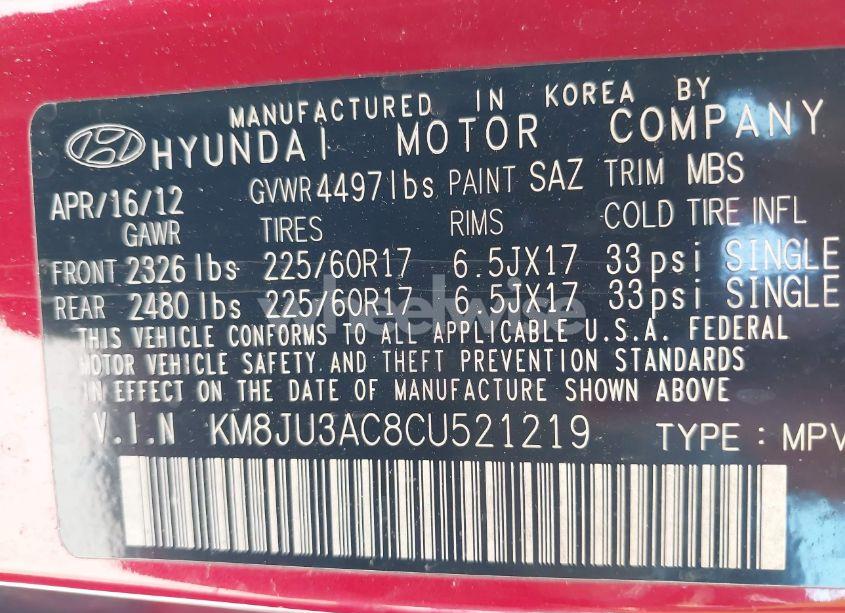 MANUFACTURED IN KOREA BY
HYUNDAI MOTOR COMPANY
APR/16/12 GVWR 4497lbs PAINT SAZ TRIM MBS
GAWR TIRES RIMS COLD TIRE INFL
FRONT 2326 lbs 225/60R17 6.5JX17 33psi SINGLE
REAR 2480 lbs 225/60R17 6.5JX17 33psi SINGLE
wheelwise
THIS VEHICLE CONFORMS TO ALL APPLICABLE U.S.A. FEDERAL
MOTOR VEHICLE SAFETY AND THEFT PREVENTION STANDARDS
IN EFFECT ON THE DATE OF MANUFACTURE SHOWN ABOVE
V.I.N KM8JU3AC8CU521219 TYPE : MPV